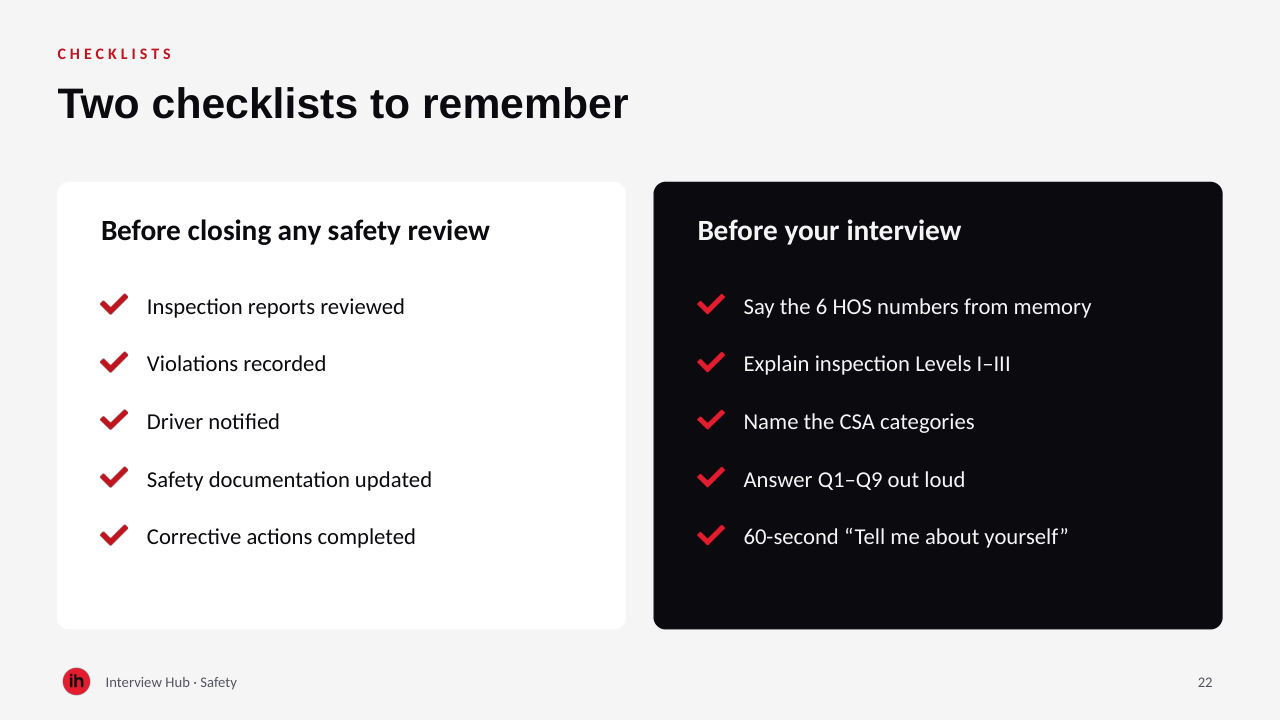 CHECKLISTS
Two checklists to remember
Before closing any safety review
Inspection reports reviewed
Violations recorded
Driver notified
Safety documentation updated
Corrective actions completed
Before your interview
Say the 6 HOS numbers from memory
Explain inspection Levels I–III
Name the CSA categories
Answer Q1–Q9 out loud
60-second “Tell me about yourself”
ih
Interview Hub · Safety
22